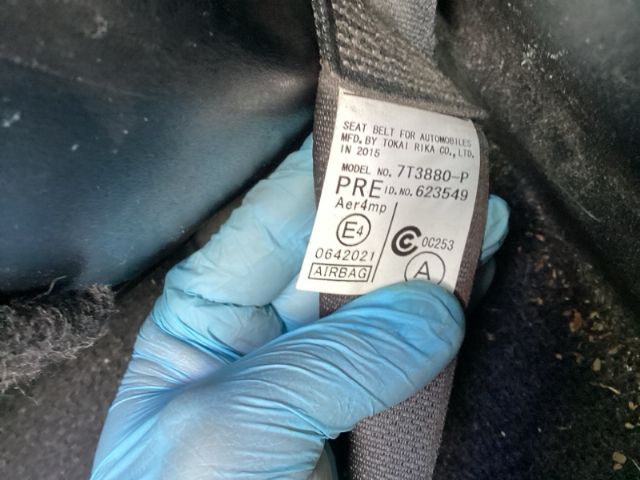 SEAT BELT FOR AUTOMOBILES
MFD. BY TOKAI RIKA CO., LTD.
IN 2015
MODEL NO. 7T3880-P
PRE ID.NO. 623549
Aer4mp
E4
0C253
0642021
A
AIRBAG